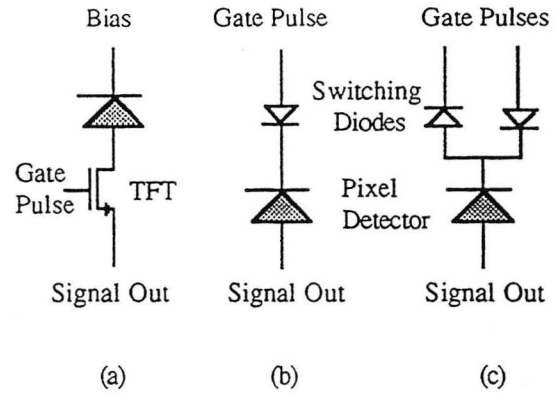 Bias
Gate Pulse
Gate Pulses
Switching
Diodes
Gate
Pulse
TFT
Pixel
Detector
Signal Out
Signal Out
Signal Out
(a)
(b)
(c)